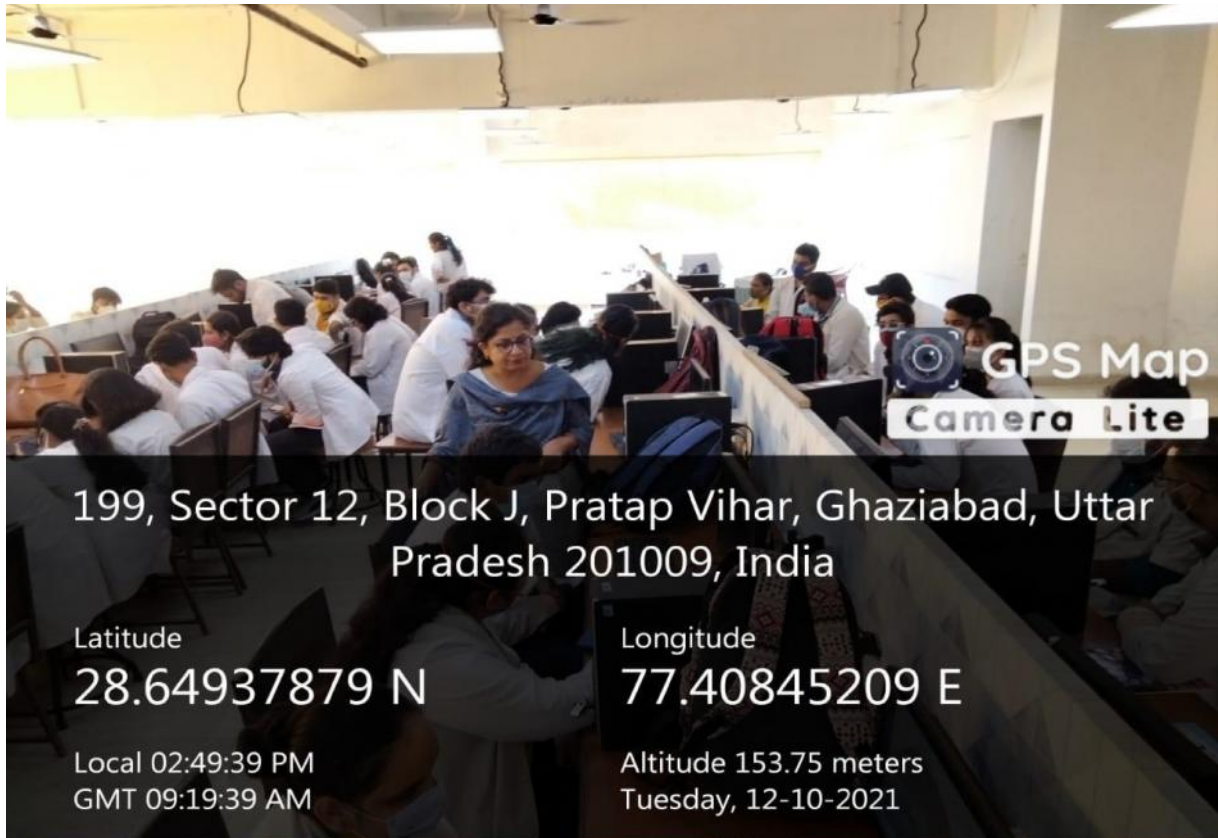 GPS Map
Camera Lite
199, Sector 12, Block J, Pratap Vihar, Ghaziabad, Uttar
Pradesh 201009, India
Latitude
28.64937879 N
Longitude
77.40845209 E
Local 02:49:39 PM
GMT 09:19:39 AM
Altitude 153.75 meters
Tuesday, 12-10-2021